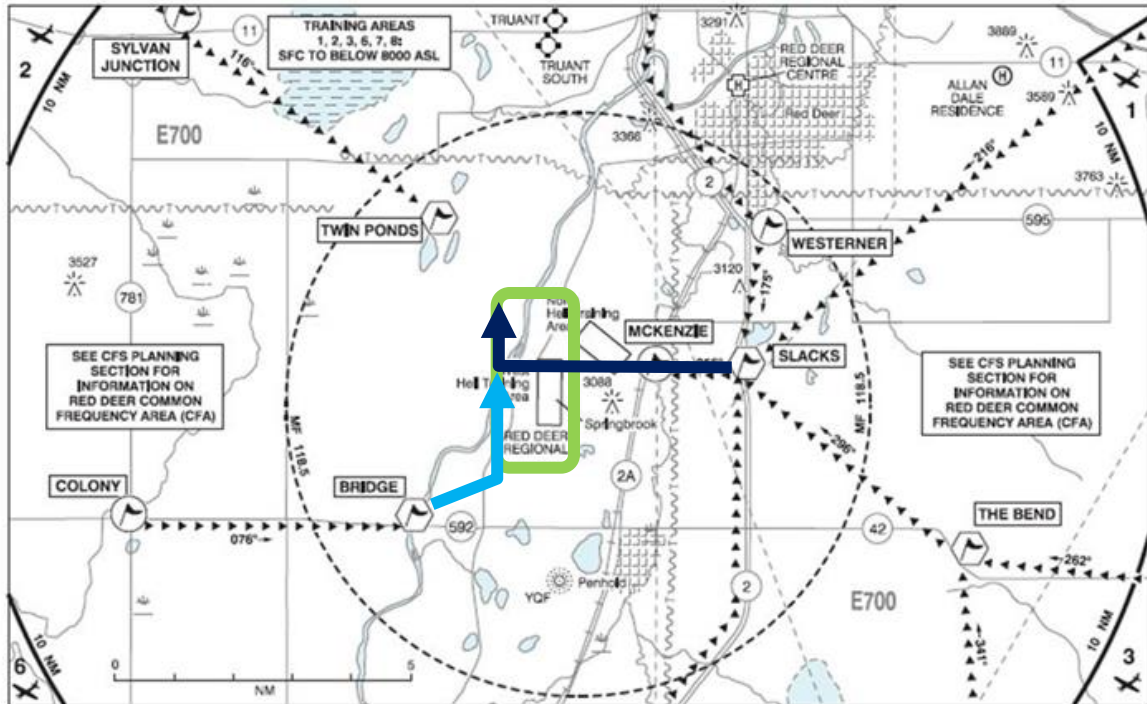 2
10 NM
SYLVAN
JUNCTION
11
TRAINING AREAS
1, 2, 3, 6, 7, 8:
SFC TO BELOW 8000 ASL
TRUANT
TRUANT
SOUTH
3291
RED DEER
REGIONAL
CENTRE
H
Red Deer
3889
11
H
ALLAN
DALE
RESIDENCE
3589
1
10 NM
116°
E700
3366
216°
3763
2
595
TWIN PONDS
WESTERNER
3527
781
3120
175°
MCKENZIE
SLACKS
SEE CFS PLANNING
SECTION FOR
INFORMATION ON
RED DEER COMMON
FREQUENCY AREA (CFA)
Heli Training
Area
3088
Springbrook
RED DEER
REGIONAL
SEE CFS PLANNING
SECTION FOR
INFORMATION ON
RED DEER COMMON
FREQUENCY AREA (CFA)
MF 118.5
MF 118.5
296°
COLONY
BRIDGE
2A
THE BEND
076°
592
42
262°
YQF
Penhold
2
E700
341°
6
10 NM
0
5
NM
10 NM
3